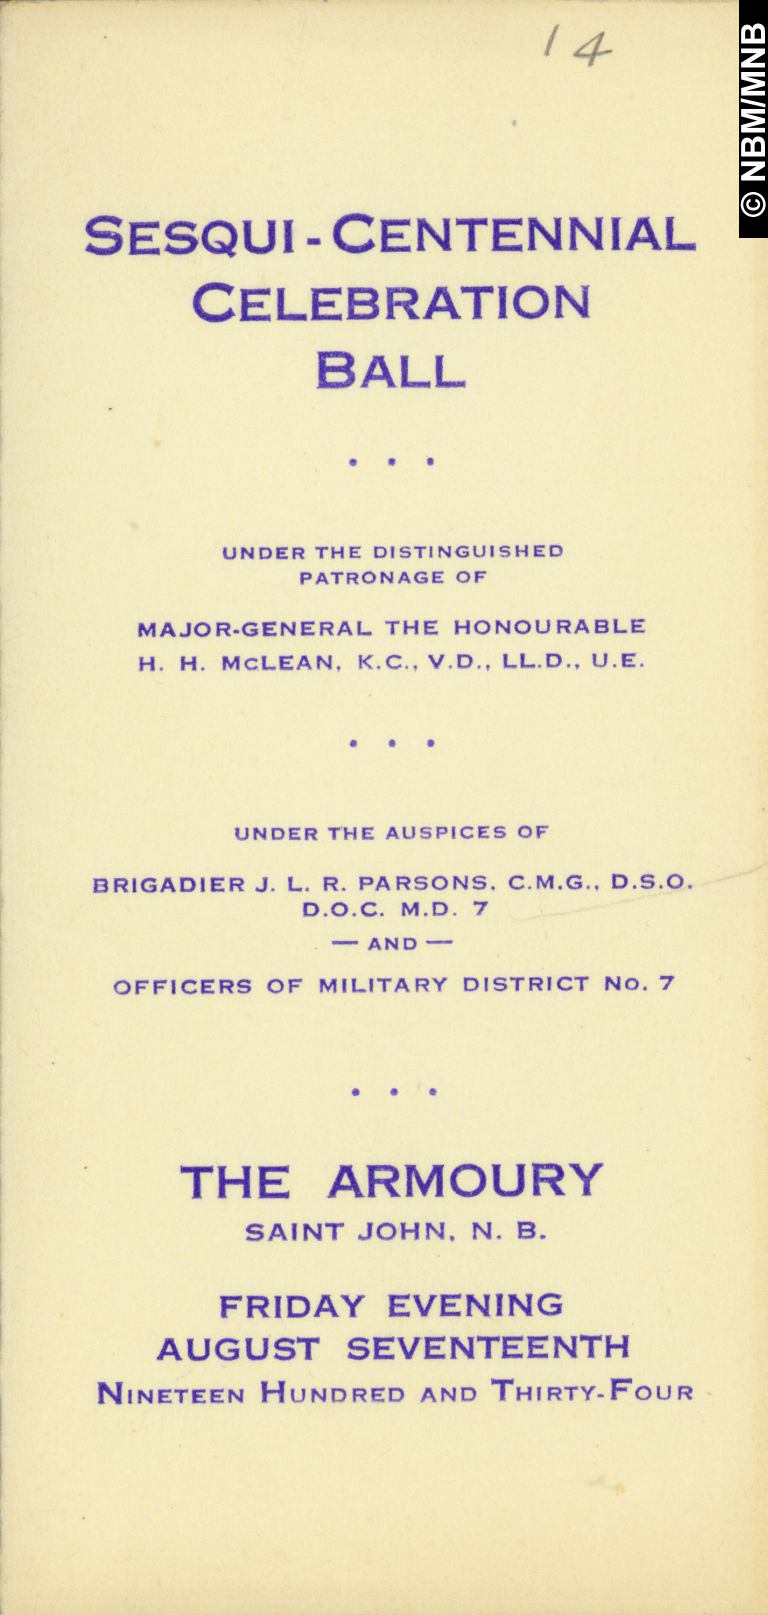 14
© NBM/MNB
SESQUI-CENTENNIAL
CELEBRATION
BALL
. . .
UNDER THE DISTINGUISHED
PATRONAGE OF
MAJOR-GENERAL THE HONOURABLE
H. H. McLEAN, K.C., V.D., LL.D., U.E.
. . .
UNDER THE AUSPICES OF
BRIGADIER J. L. R. PARSONS, C.M.G., D.S.O.
D.O.C. M.D. 7
— AND —
OFFICERS OF MILITARY DISTRICT No. 7
. . .
THE ARMOURY
SAINT JOHN, N. B.
FRIDAY EVENING
AUGUST SEVENTEENTH
NINETEEN HUNDRED AND THIRTY-FOUR